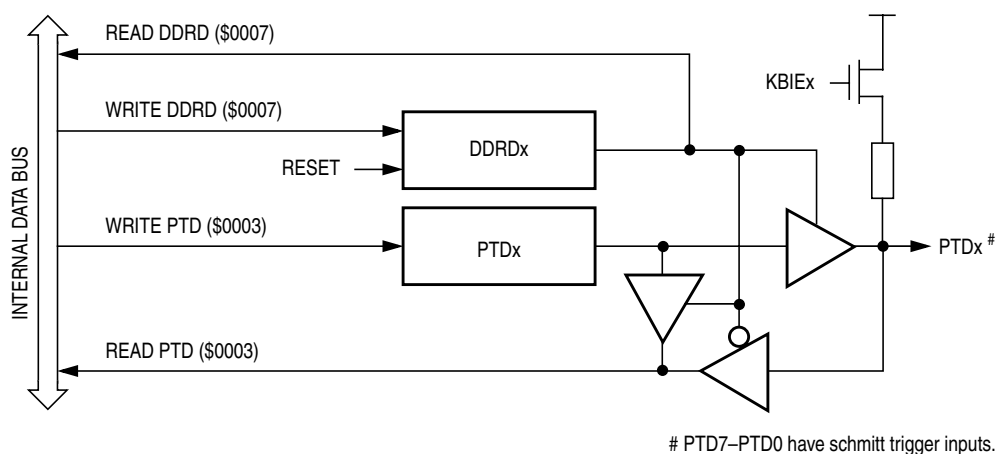 READ DDRD ($0007)
KBIEx
WRITE DDRD ($0007)
DDRDx
RESET
INTERNAL DATA BUS
WRITE PTD ($0003)
PTDx
PTDx #
READ PTD ($0003)
# PTD7–PTD0 have schmitt trigger inputs.